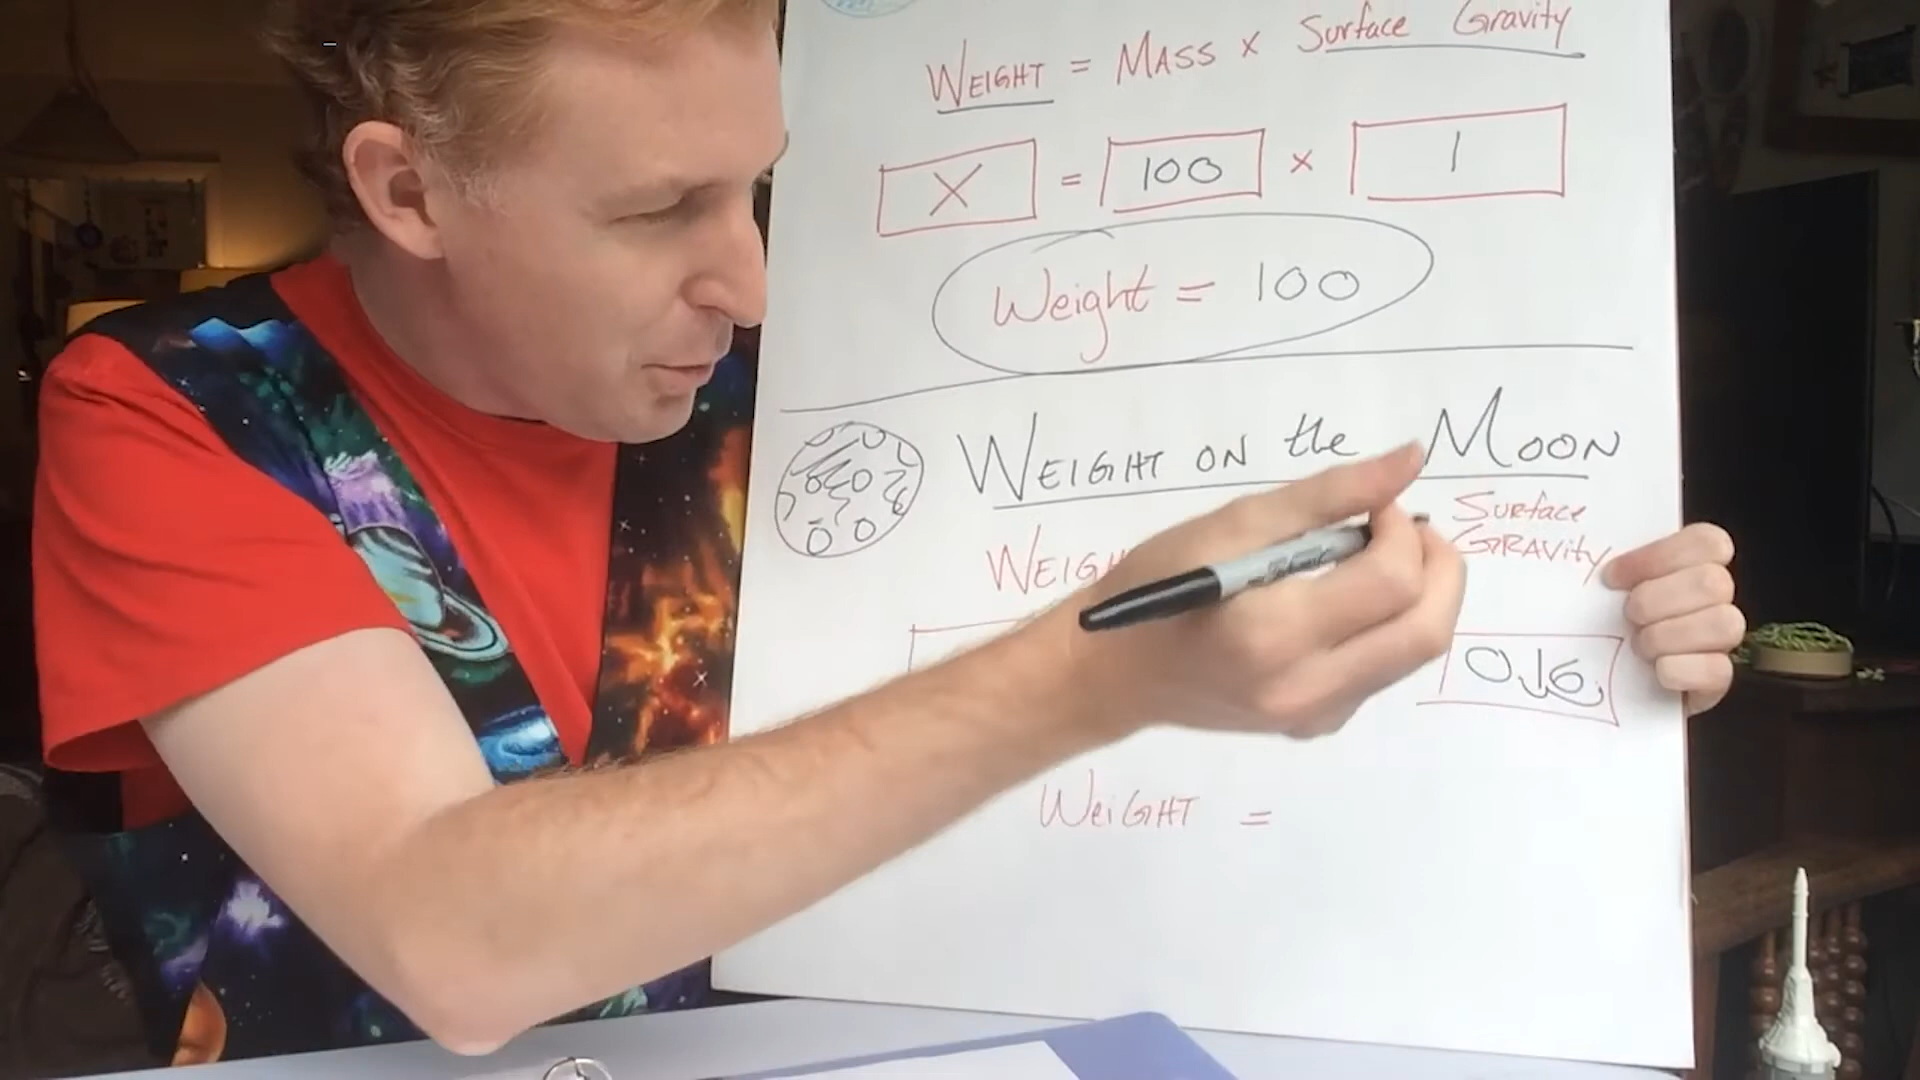 WEIGHT = MASS x Surface Gravity
X = 100 x 1
Weight = 100
WEIGHT ON the MOON
Surface
GRAVity
0.16
WEiGHT =